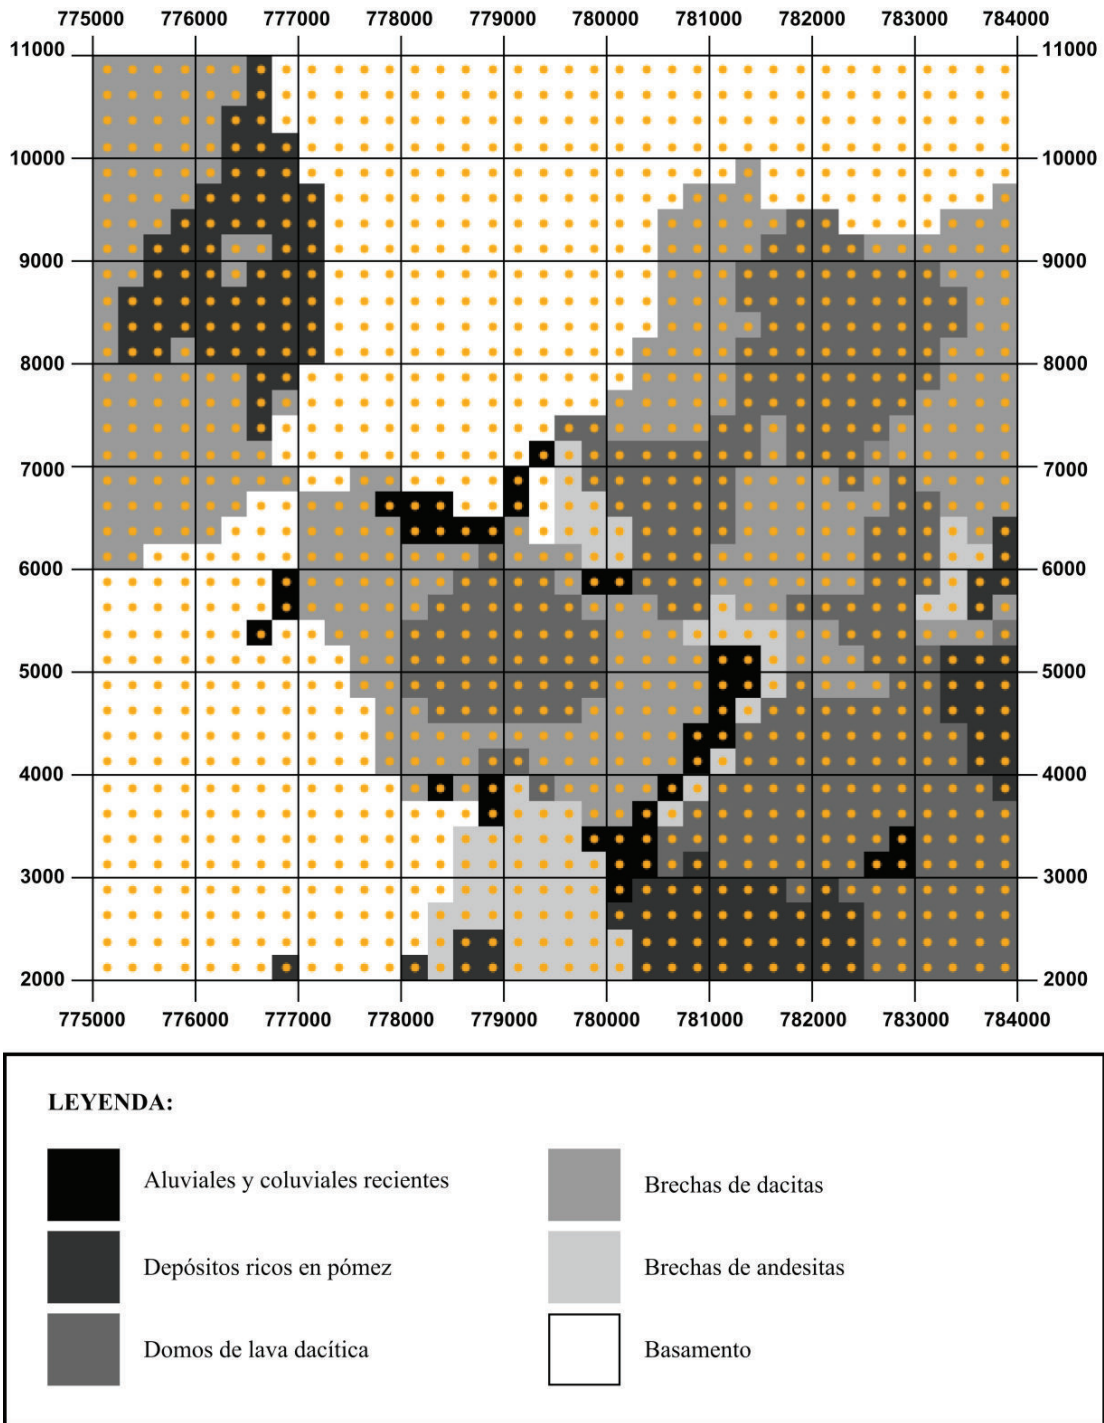 775000 776000 777000 778000 779000 780000 781000 782000 783000 784000
11000 11000
10000 10000
9000 9000
8000 8000
7000 7000
6000 6000
5000 5000
4000 4000
3000 3000
2000 2000
775000 776000 777000 778000 779000 780000 781000 782000 783000 784000
LEYENDA:
Aluviales y coluviales recientes
Brechas de dacitas
Depósitos ricos en pómez
Brechas de andesitas
Domos de lava dacítica
Basamento